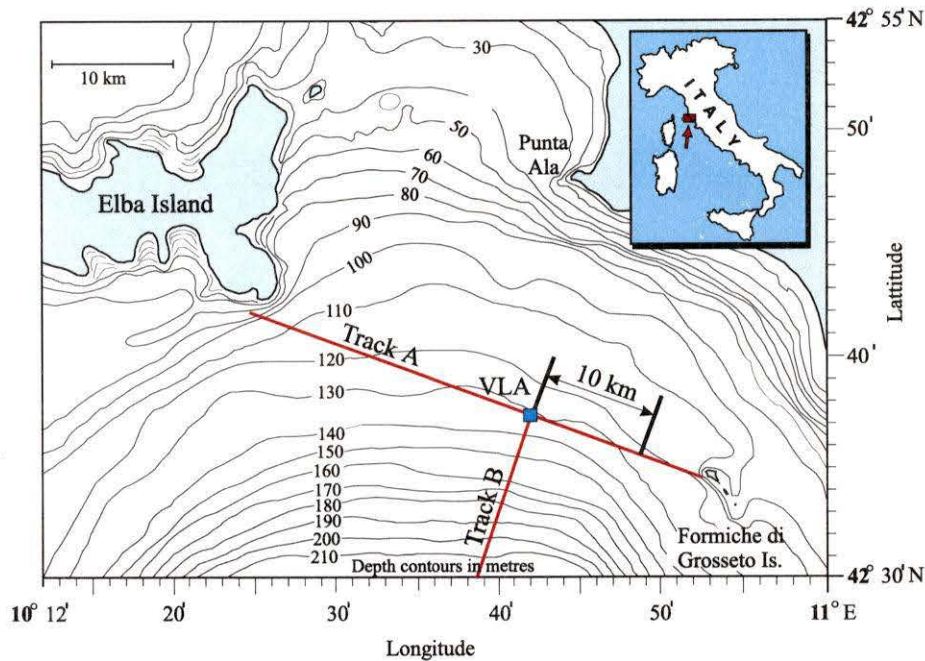 42° 55' N
30
10 km
ITALY
50
50'
Punta
Ala
60
70
80
Elba Island
90
100
Lattitude
110
Track A
40'
120
VLA
10 km
130
140
150
160
170
Track B
180
190
200
Formiche di
Grosseto Is.
210
Depth contours in metres
42° 30' N
10° 12' 20' 30' 40' 50' 11° E
Longitude